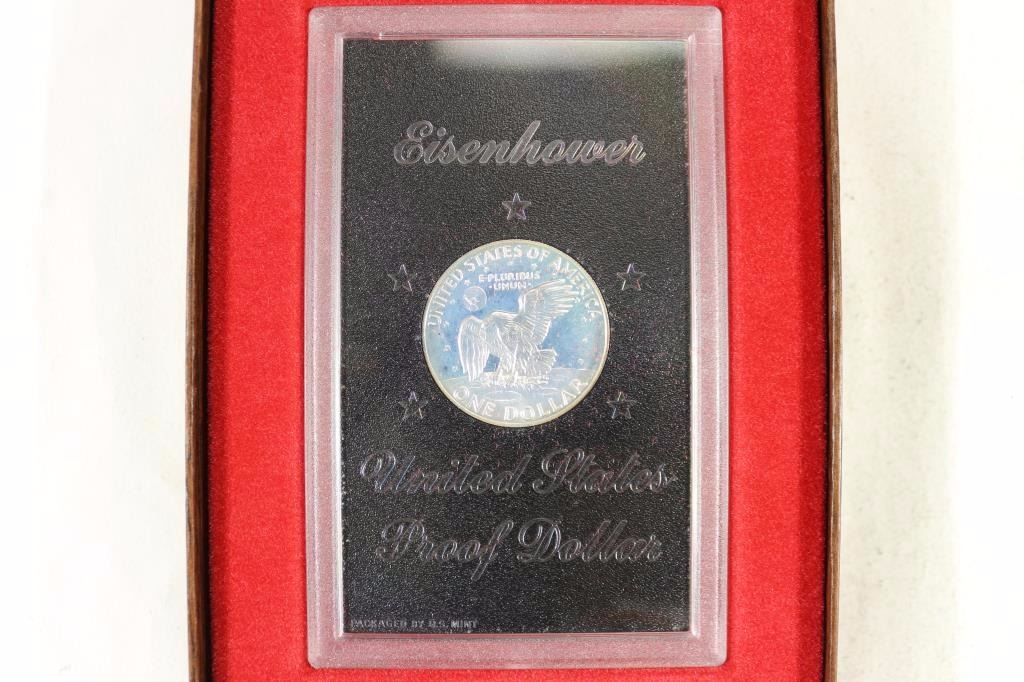 Eisenhower
UNITED STATES OF AMERICA
E·PLURIBUS
·UNUM·
ONE DOLLAR
United States
Proof Dollar
PACKAGED BY U.S. MINT